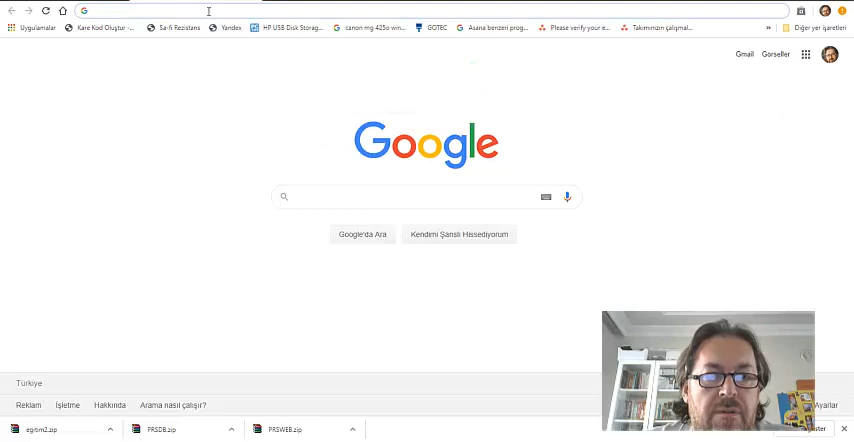 Uygulamalar Kare Kod Oluştur -... Sa-fi Rezistans Yandex HP USB Disk Storag... canon mg 425o win... GOTEC Asana benzeri prog... Please verify your e... Takımınızın çalışmal... » Diğer yer işaretleri
Gmail Görseller
Google
Google'da Ara Kendimi Şanslı Hissediyorum
Türkiye
Reklam İşletme Hakkında Arama nasıl çalışır? Ayarlar
egitim2.zip PRSDB.zip PRSWEB.zip